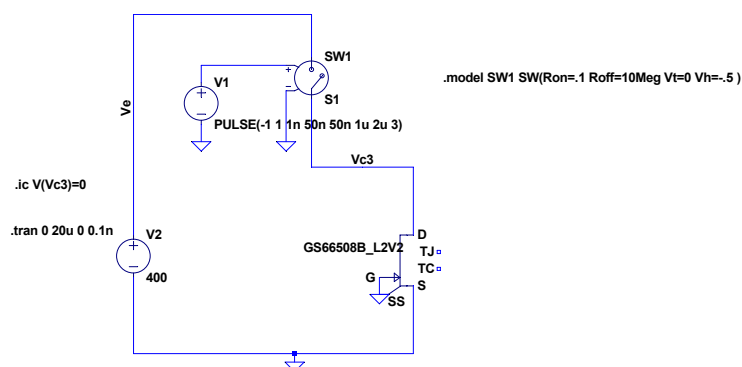 SW1
.model SW1 SW(Ron=.1 Roff=10Meg Vt=0 Vh=-.5 )
V1
S1
PULSE(-1 1 1n 50n 50n 1u 2u 3)
Ve
Vc3
.ic V(Vc3)=0
.tran 0 20u 0 0.1n
V2
400
GS66508B_L2V2
D
TJ
TC
G
S
SS